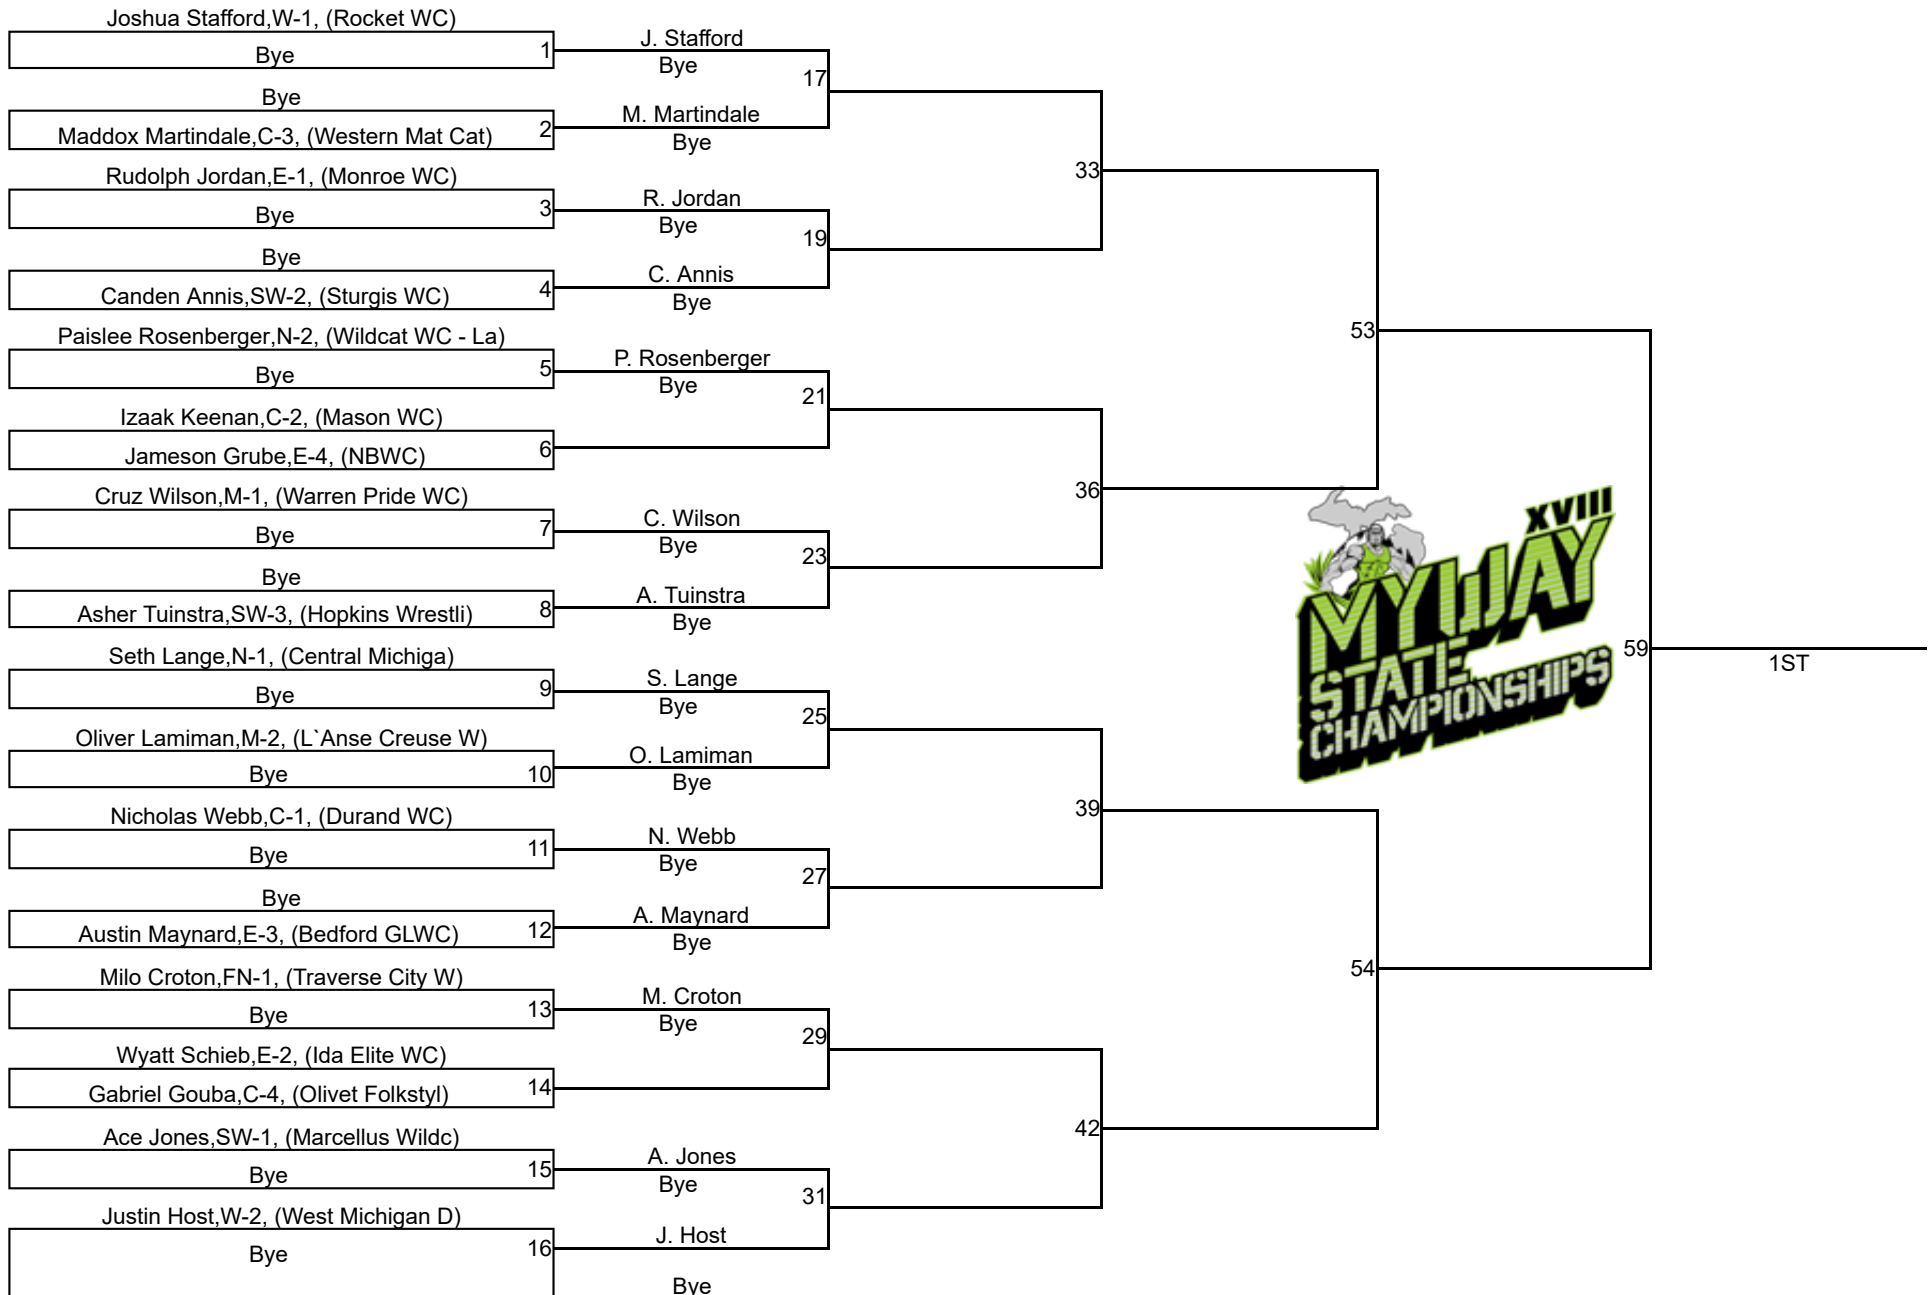 Joshua Stafford,W-1, (Rocket WC)
Bye
1
Bye
Maddox Martindale,C-3, (Western Mat Cat)
2
Rudolph Jordan,E-1, (Monroe WC)
Bye
3
Bye
Canden Annis,SW-2, (Sturgis WC)
4
Paislee Rosenberger,N-2, (Wildcat WC - La)
Bye
5
Izaak Keenan,C-2, (Mason WC)
Jameson Grube,E-4, (NBWC)
6
Cruz Wilson,M-1, (Warren Pride WC)
Bye
7
Bye
Asher Tuinstra,SW-3, (Hopkins Wrestli)
8
Seth Lange,N-1, (Central Michiga)
Bye
9
Oliver Lamiman,M-2, (L`Anse Creuse W)
Bye
10
Nicholas Webb,C-1, (Durand WC)
Bye
11
Bye
Austin Maynard,E-3, (Bedford GLWC)
12
Milo Croton,FN-1, (Traverse City W)
Bye
13
Wyatt Schieb,E-2, (Ida Elite WC)
Gabriel Gouba,C-4, (Olivet Folkstyl)
14
Ace Jones,SW-1, (Marcellus Wildc)
Bye
15
Justin Host,W-2, (West Michigan D)
Bye
16
J. Stafford
Bye
17
M. Martindale
Bye
R. Jordan
Bye
19
C. Annis
Bye
P. Rosenberger
Bye
21
C. Wilson
Bye
23
A. Tuinstra
Bye
S. Lange
Bye
25
O. Lamiman
Bye
N. Webb
Bye
27
A. Maynard
Bye
M. Croton
Bye
29
A. Jones
Bye
31
J. Host
Bye
33
36
39
42
53
54
XVIII
MYWAY
STATE
CHAMPIONSHIPS
59
1ST